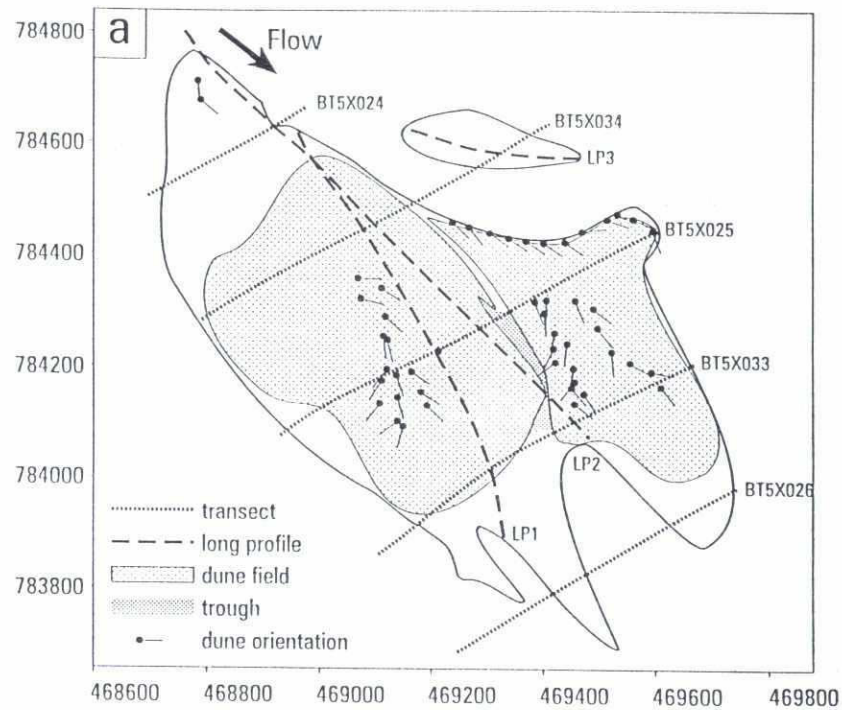 a
Flow
784800
784600
784400
784200
784000
783800
BT5X024
BT5X034
LP3
BT5X025
BT5X033
LP2
BT5X026
LP1
transect
long profile
dune field
trough
dune orientation
468600 468800 469000 469200 469400 469600 469800